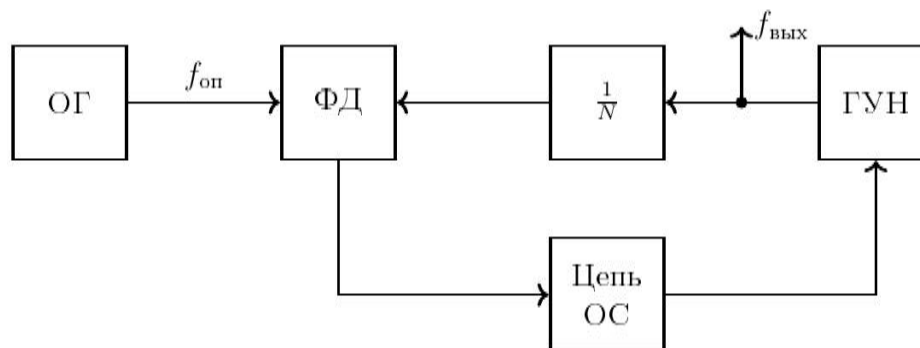 f_вых
ОГ
f_оп
ФД
1/N
ГУН
Цепь
ОС